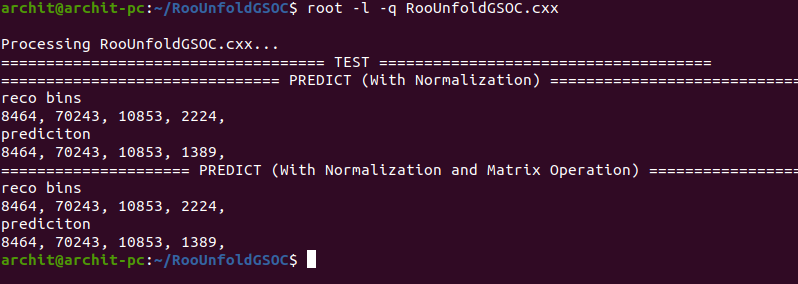 archit@archit-pc:~/RooUnfoldGSOC$ root -l -q RooUnfoldGSOC.cxx
Processing RooUnfoldGSOC.cxx...
==================================== TEST =====================================
=============================== PREDICT (With Normalization) ============================
reco bins
8464, 70243, 10853, 2224,
prediciton
8464, 70243, 10853, 1389,
===================== PREDICT (With Normalization and Matrix Operation) =================
reco bins
8464, 70243, 10853, 2224,
prediciton
8464, 70243, 10853, 1389,
archit@archit-pc:~/RooUnfoldGSOC$